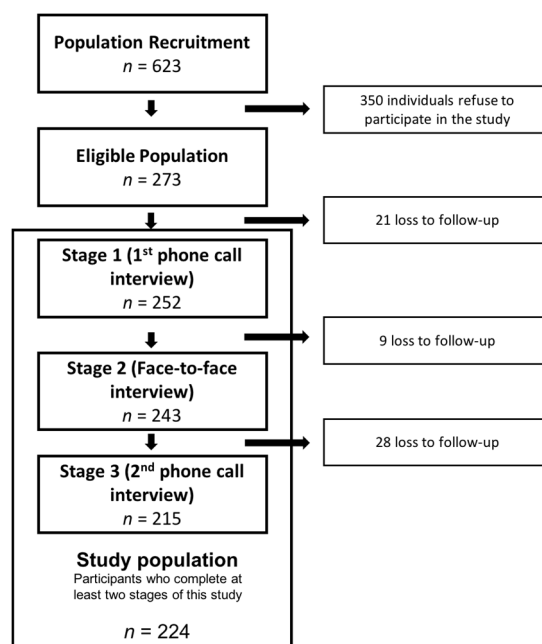 Population Recruitment
n = 623
350 individuals refuse to
participate in the study
Eligible Population
n = 273
21 loss to follow-up
Stage 1 (1st phone call
interview)
n = 252
9 loss to follow-up
Stage 2 (Face-to-face
interview)
n = 243
28 loss to follow-up
Stage 3 (2nd phone call
interview)
n = 215
Study population
Participants who complete at
least two stages of this study
n = 224